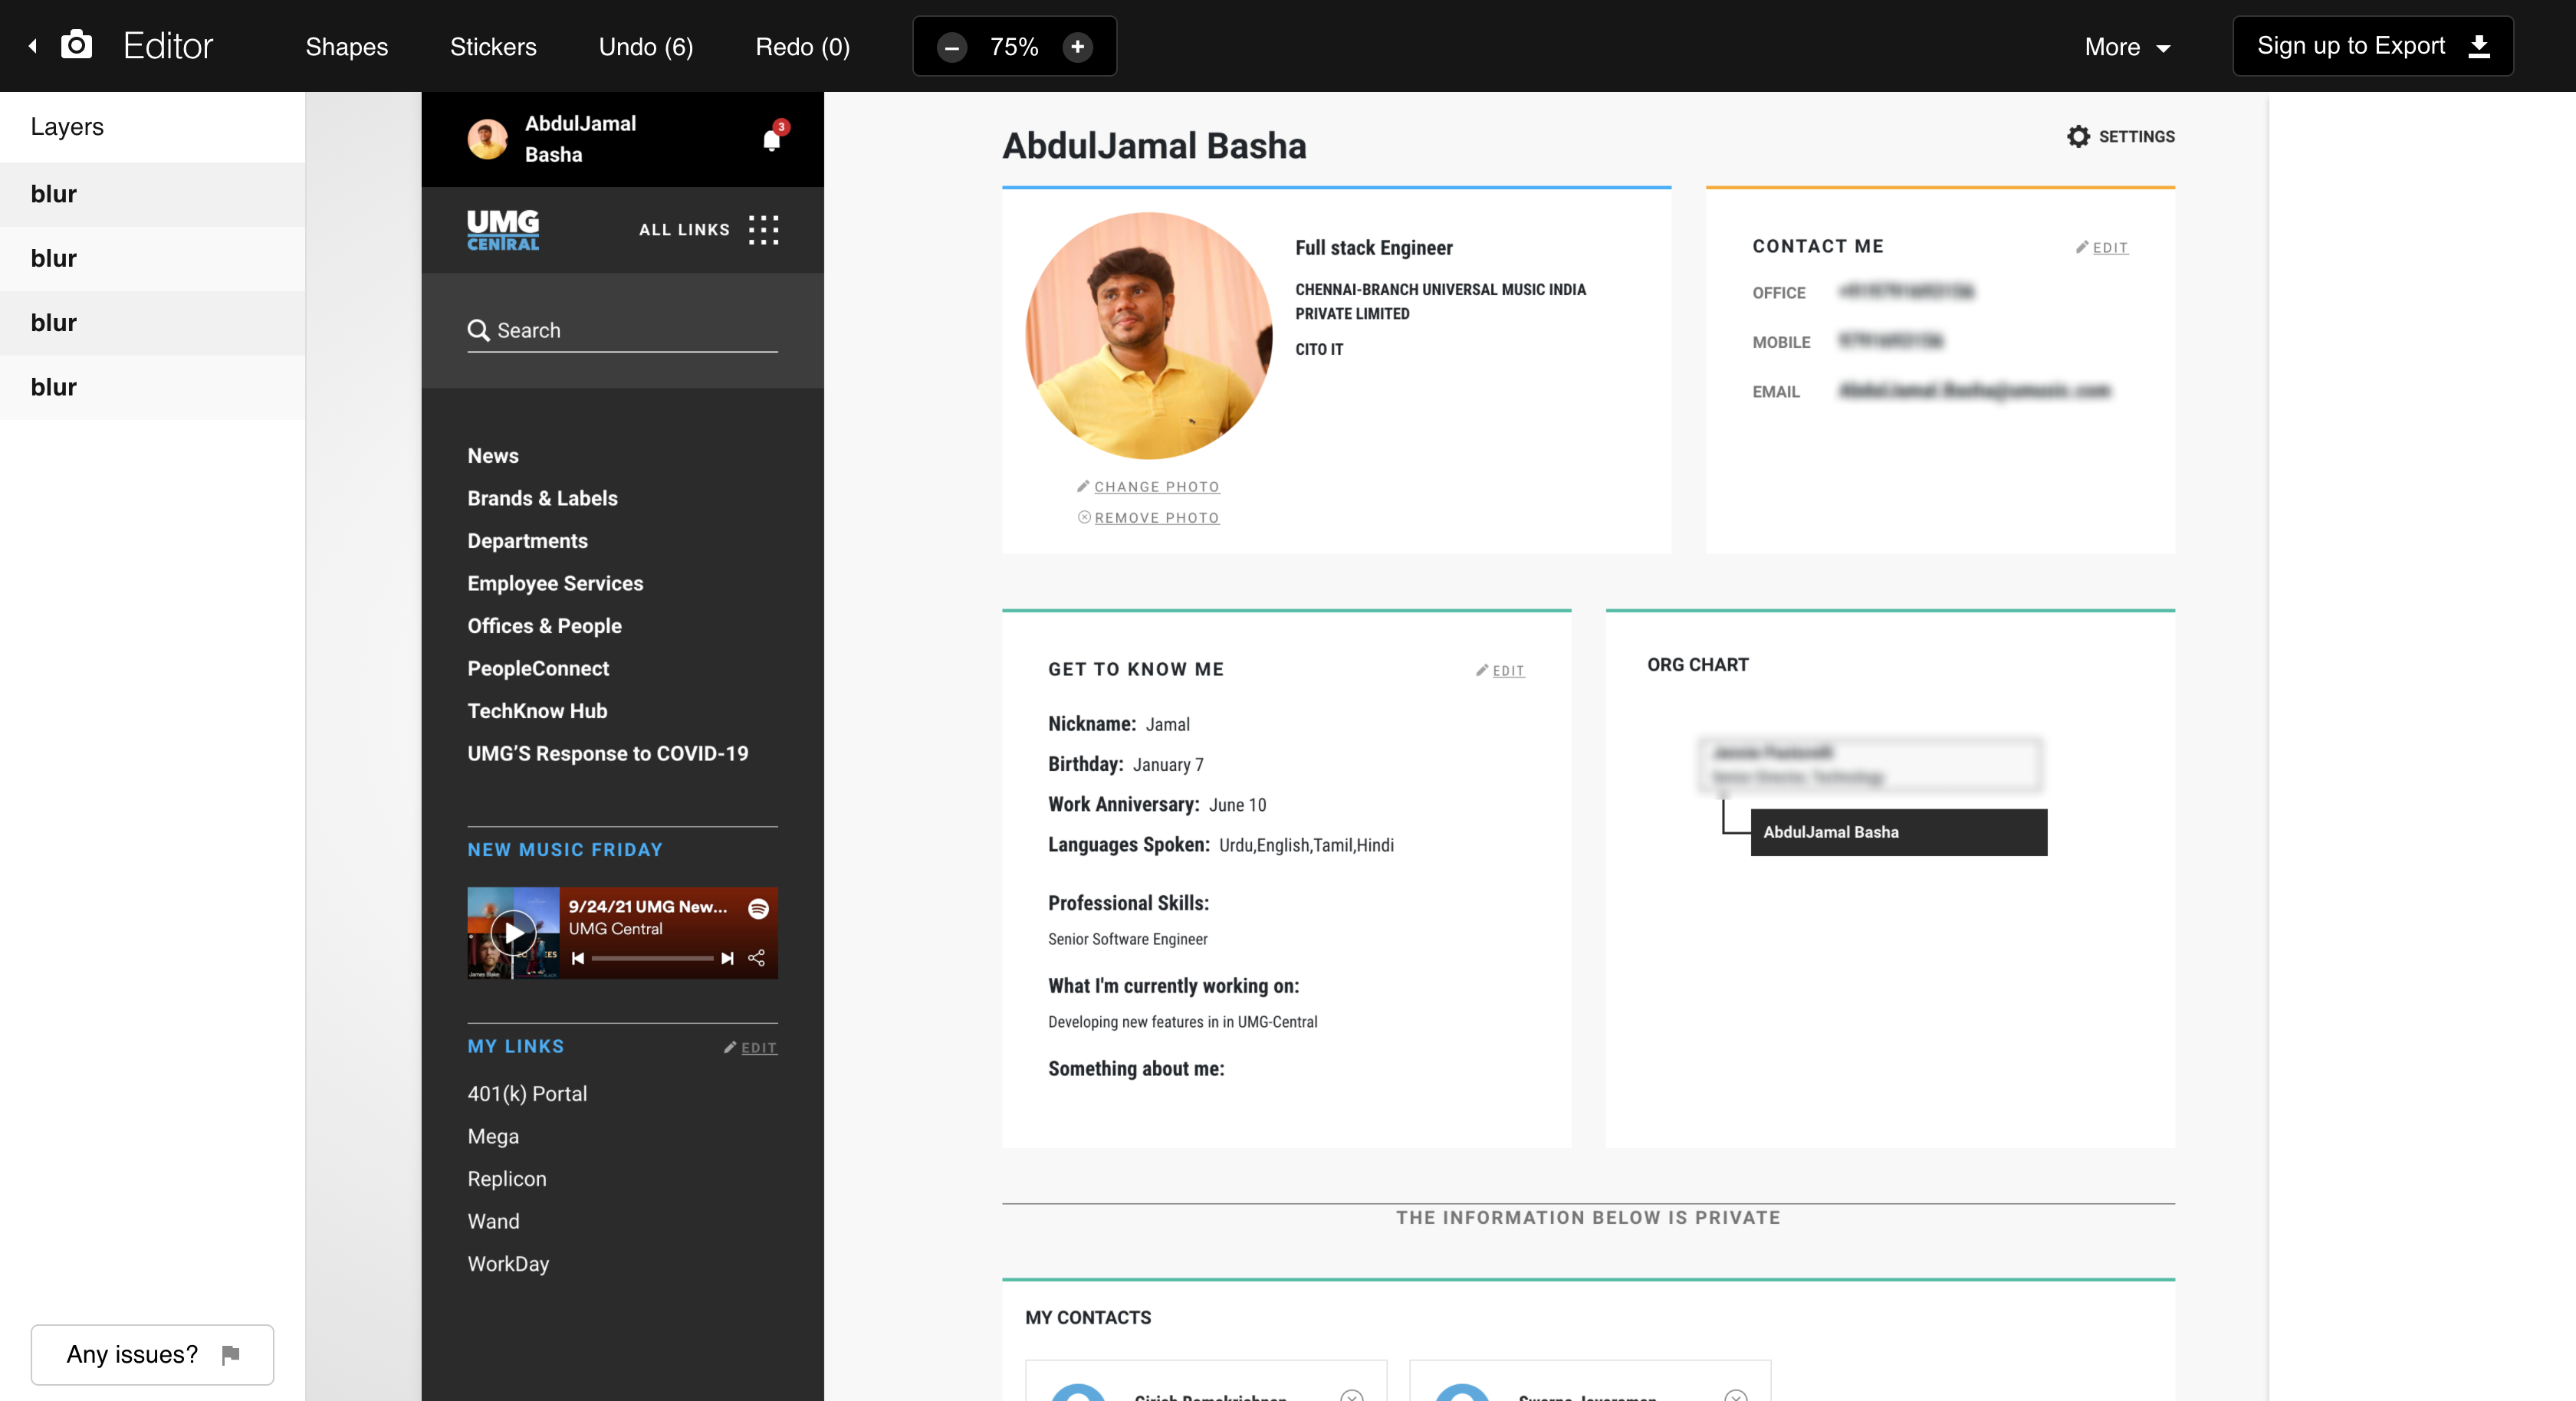 Editor
Shapes
Stickers
Undo (6)
Redo (0)
75%
More
Sign up to Export
Layers
blur
blur
blur
blur
Any issues?
AbdulJamal
Basha
3
UMG
CENTRAL
ALL LINKS
Search
News
Brands & Labels
Departments
Employee Services
Offices & People
PeopleConnect
TechKnow Hub
UMG'S Response to COVID-19
NEW MUSIC FRIDAY
9/24/21 UMG New...
UMG Central
MY LINKS
EDIT
401(k) Portal
Mega
Replicon
Wand
WorkDay
AbdulJamal Basha
SETTINGS
Full stack Engineer
CHENNAI-BRANCH UNIVERSAL MUSIC INDIA
PRIVATE LIMITED
CITO IT
CHANGE PHOTO
REMOVE PHOTO
CONTACT ME
EDIT
OFFICE
MOBILE
EMAIL
GET TO KNOW ME
EDIT
Nickname: Jamal
Birthday: January 7
Work Anniversary: June 10
Languages Spoken: Urdu,English,Tamil,Hindi
Professional Skills:
Senior Software Engineer
What I'm currently working on:
Developing new features in in UMG-Central
Something about me:
ORG CHART
AbdulJamal Basha
THE INFORMATION BELOW IS PRIVATE
MY CONTACTS